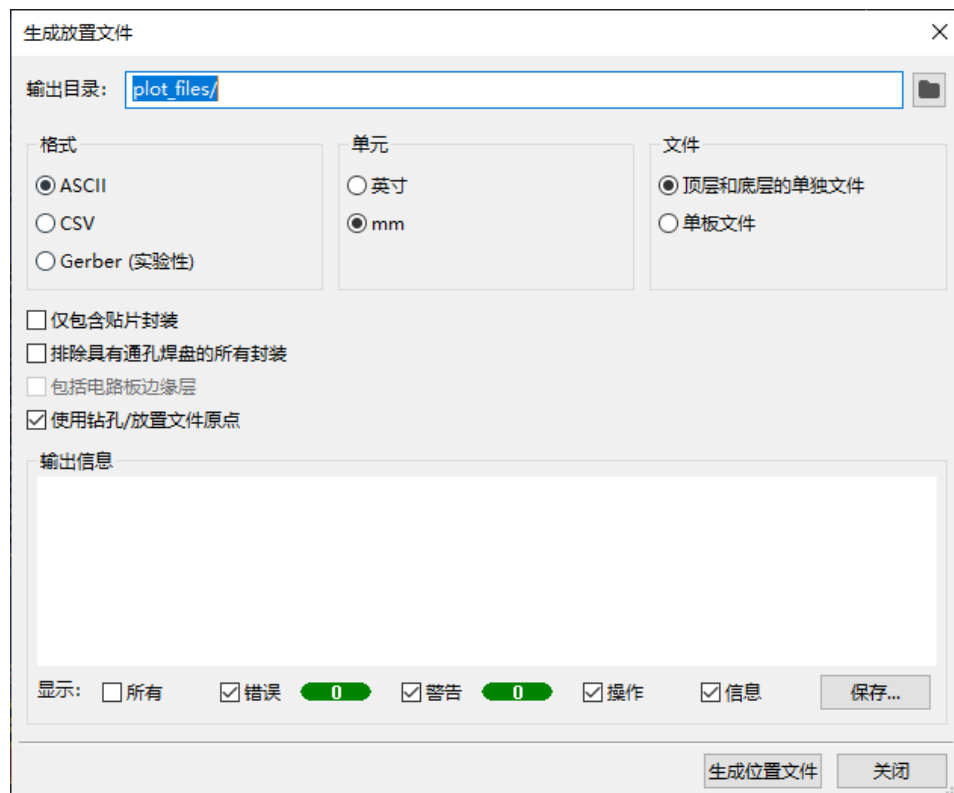 生成放置文件
输出目录: plot_files/
格式 单元 文件
ASCII 英寸 顶层和底层的单独文件
CSV mm 单板文件
Gerber (实验性)
仅包含贴片封装
排除具有通孔焊盘的所有封装
包括电路板边缘层
使用钻孔/放置文件原点
输出信息
显示: 所有 错误 0 警告 0 操作 信息 保存...
生成位置文件 关闭